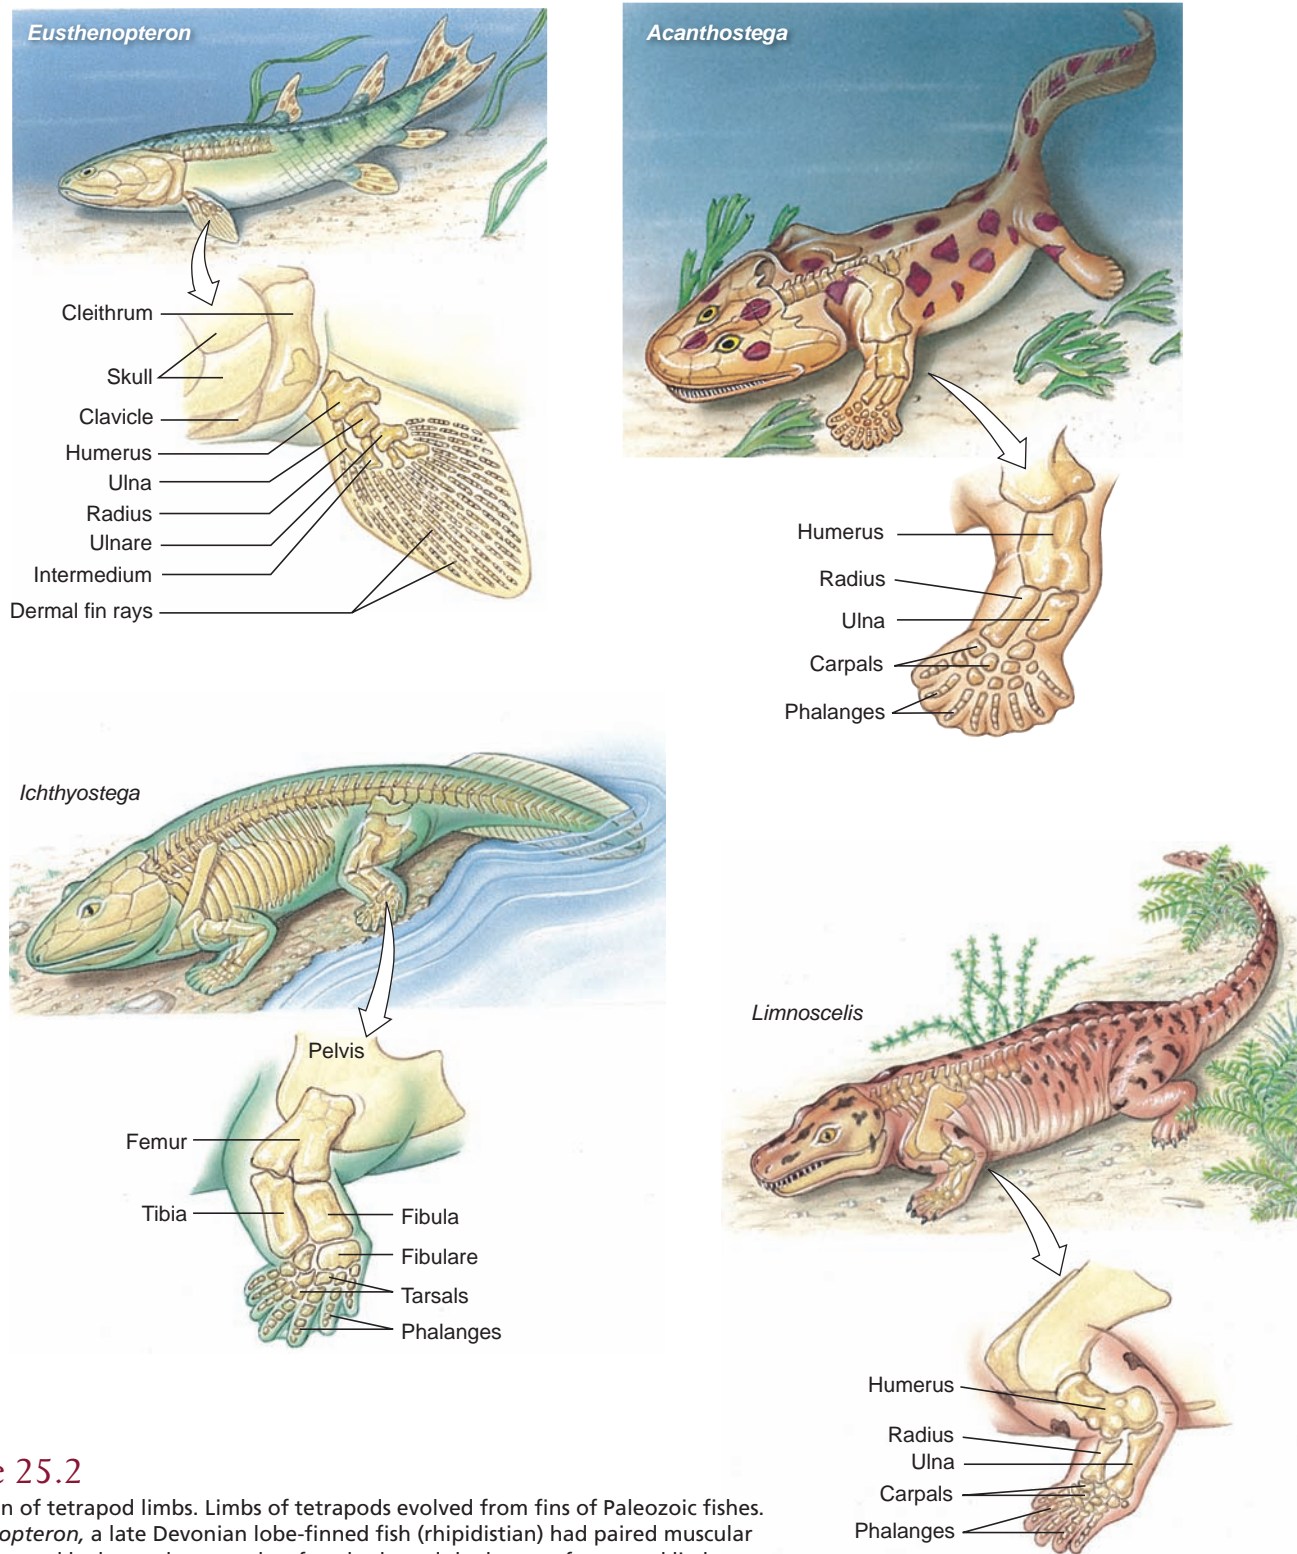 Eusthenopteron
Cleithrum
Skull
Clavicle
Humerus
Ulna
Radius
Ulnare
Intermedium
Dermal fin rays
Acanthostega
Humerus
Radius
Ulna
Carpals
Phalanges
Ichthyostega
Pelvis
Femur
Tibia
Fibula
Fibulare
Tarsals
Phalanges
Limnoscelis
Humerus
Radius
Ulna
Carpals
Phalanges
e 25.2
n of tetrapod limbs. Limbs of tetrapods evolved from fins of Paleozoic fishes.
opteron, a late Devonian lobe-finned fish (rhipidistian) had paired muscular